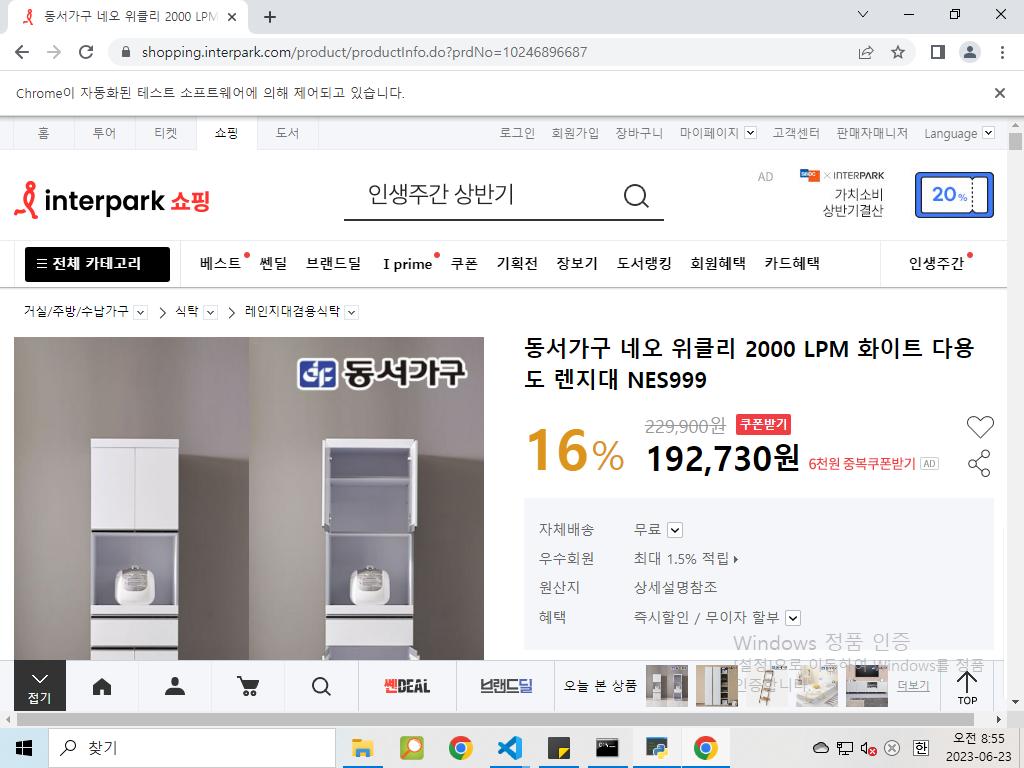 동서가구 네오 위클리 2000 LPM
shopping.interpark.com/product/productInfo.do?prdNo=10246896687
Chrome이 자동화된 테스트 소프트웨어에 의해 제어되고 있습니다.
홈 투어 티켓 쇼핑 도서 로그인 회원가입 장바구니 마이페이지 고객센터 판매자매니저 Language
interpark 쇼핑
인생주간 상반기
AD
SBDC × INTERPARK
가치소비
상반기결산
20%
전체 카테고리 베스트 쎈딜 브랜드딜 I prime 쿠폰 기획전 장보기 도서랭킹 회원혜택 카드혜택 인생주간
거실/주방/수납가구 식탁 레인지대겸용식탁
동서가구
동서가구 네오 위클리 2000 LPM 화이트 다용
도 렌지대 NES999
16%
229,900원 쿠폰받기
192,730원 6천원 중복쿠폰받기 AD
자체배송 무료
우수회원 최대 1.5% 적립
원산지 상세설명참조
혜택 즉시할인 / 무이자 할부
Windows 정품 인증
[설정]으로 이동하여 Windows를 정품
인증합니다.
접기
쎈DEAL
브랜드딜
오늘 본 상품
더보기
TOP
찾기
한
오전 8:55
2023-06-23